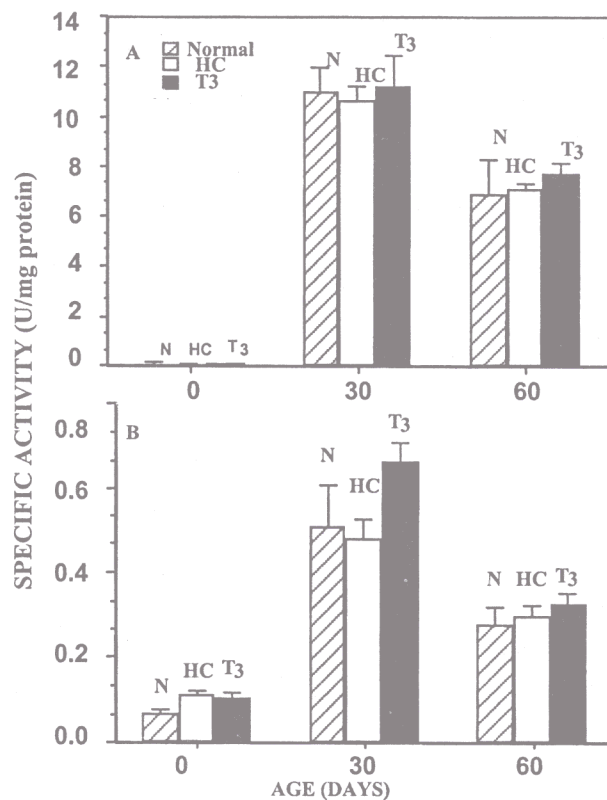 SPECIFIC ACTIVITY (U/mg protein)
A
Normal
HC
T3
14
12
10
8
6
4
2
0
N HC T3
N HC T3
N HC T3
0 30 60
B
0.8
0.6
0.4
0.2
0.0
N HC T3
N HC T3
N HC T3
0 30 60
AGE (DAYS)